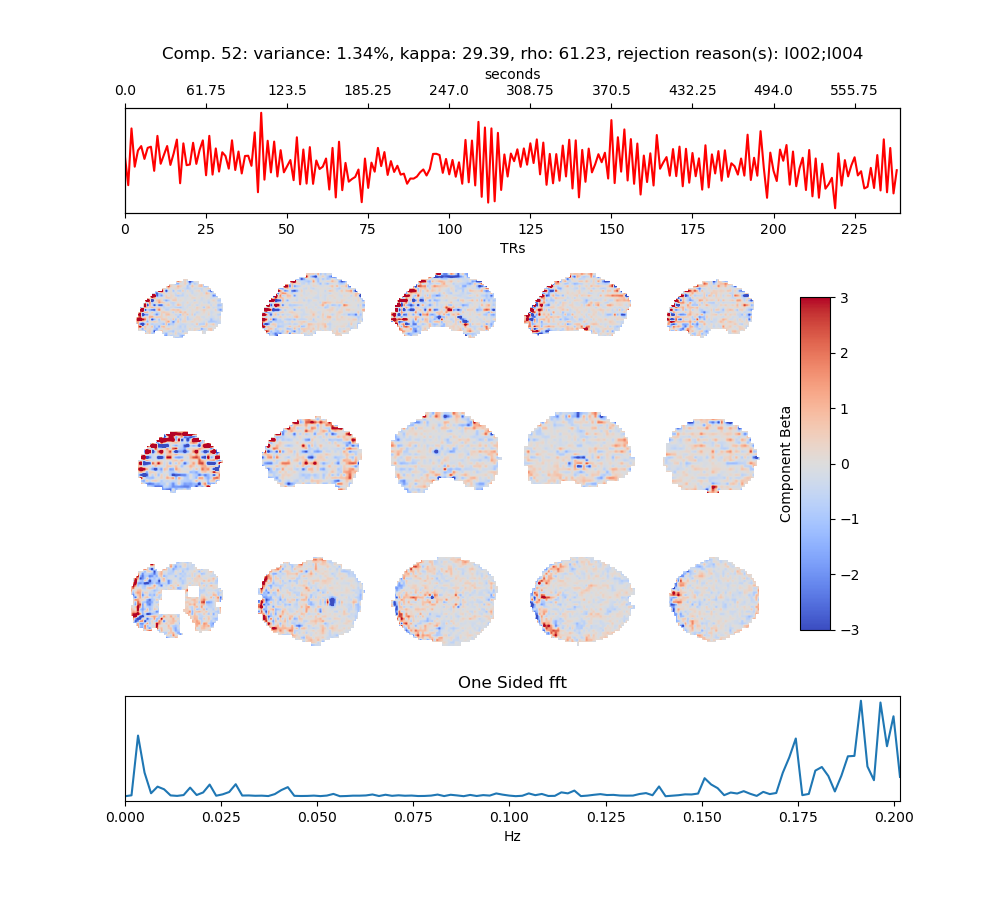 Comp. 52: variance: 1.34%, kappa: 29.39, rho: 61.23, rejection reason(s): I002;I004
seconds
0.0 61.75 123.5 185.25 247.0 308.75 370.5 432.25 494.0 555.75
0 25 50 75 100 125 150 175 200 225
TRs
3
2
1
0
−1
−2
−3
Component Beta
One Sided fft
0.000 0.025 0.050 0.075 0.100 0.125 0.150 0.175 0.200
Hz